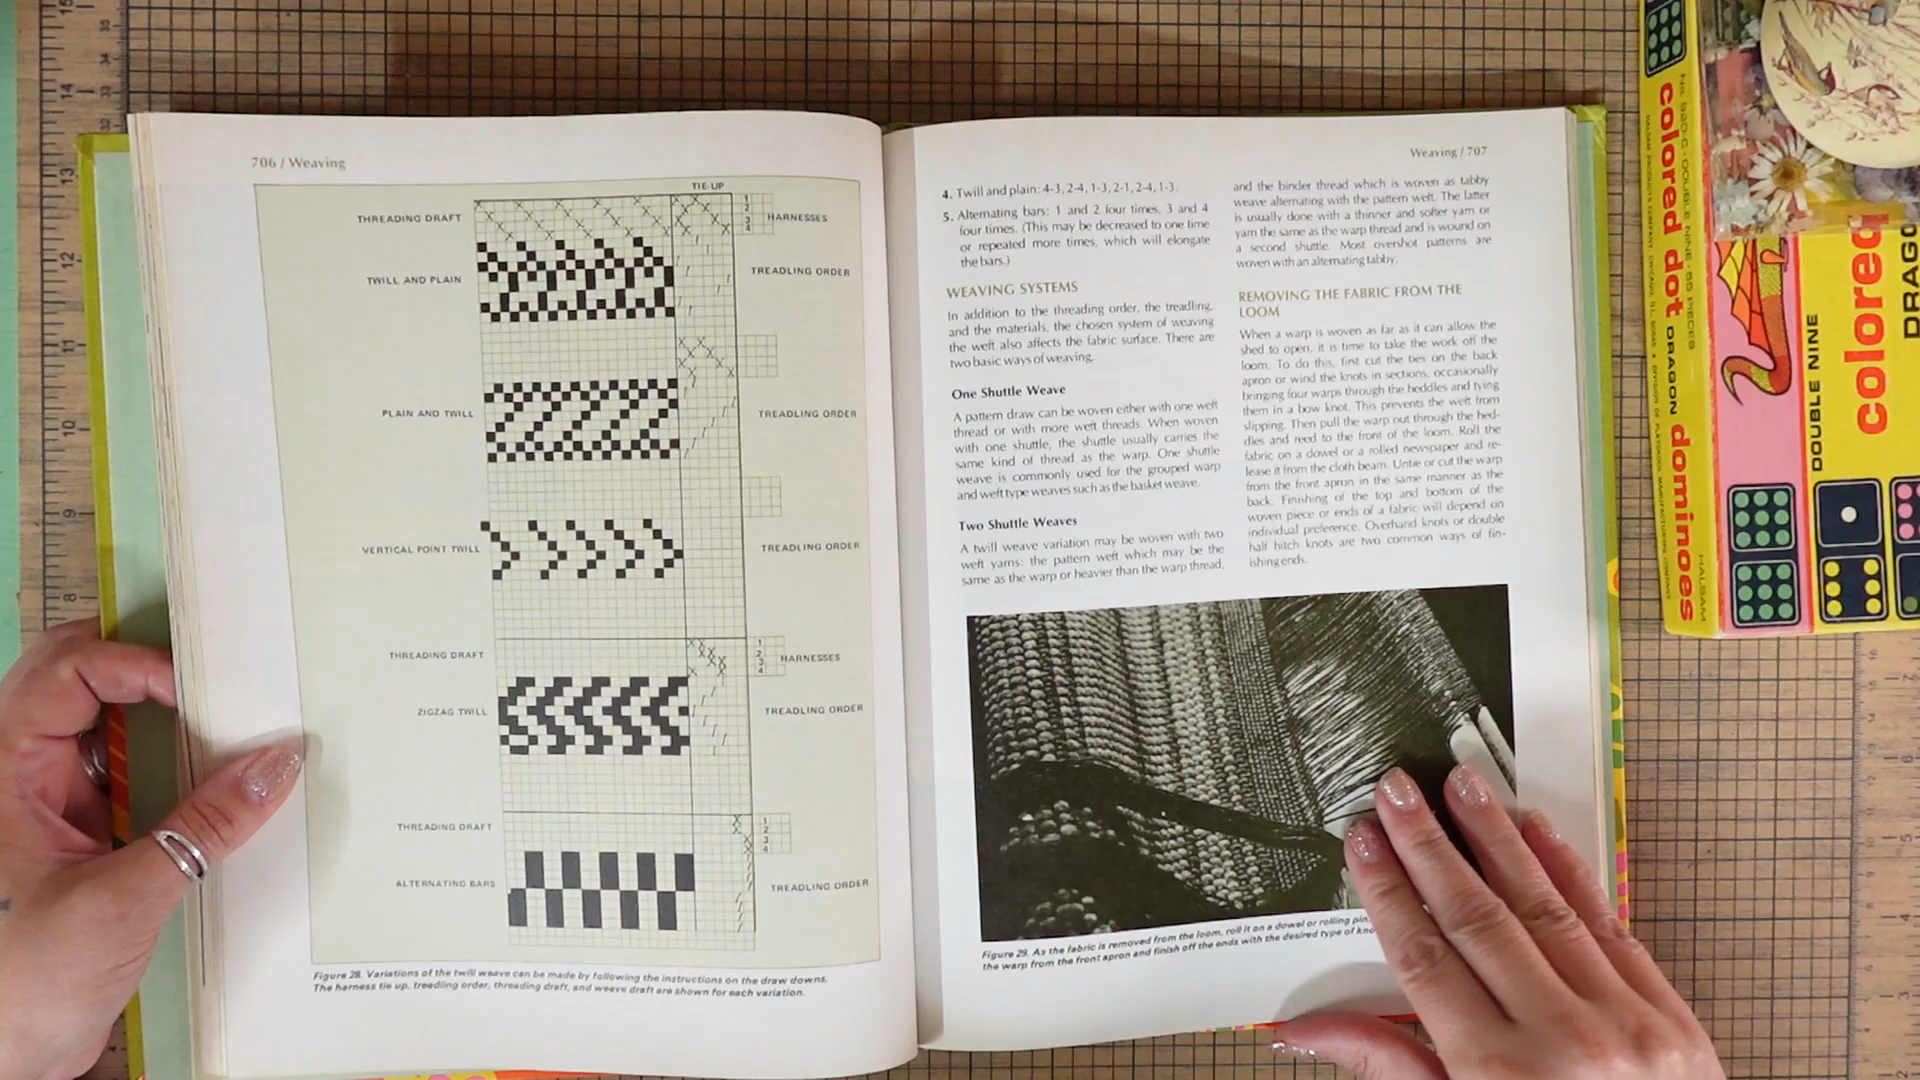 706 / Weaving
TIE-UP
THREADING DRAFT
1
2
3
4
HARNESSES
TWILL AND PLAIN
TREADLING ORDER
PLAIN AND TWILL
TREADLING ORDER
VERTICAL POINT TWILL
TREADLING ORDER
THREADING DRAFT
1
2
3
4
HARNESSES
ZIGZAG TWILL
TREADLING ORDER
THREADING DRAFT
1
2
3
4
ALTERNATING BARS
TREADLING ORDER
Figure 28. Variations of the twill weave can be made by following the instructions on the draw downs.
The harness tie up, treadling order, threading draft, and weave draft are shown for each variation.
Weaving / 707
4. Twill and plain: 4-3, 2-4, 1-3, 2-1, 2-4, 1-3.
5. Alternating bars: 1 and 2 four times, 3 and 4
four times. (This may be decreased to one time
or repeated more times, which will elongate
the bars.)
WEAVING SYSTEMS
In addition to the threading order, the treadling,
and the materials, the chosen system of weaving
the weft also affects the fabric surface. There are
two basic ways of weaving.
One Shuttle Weave
A pattern draw can be woven either with one weft
thread or with more weft threads. When woven
with one shuttle, the shuttle usually carries the
same kind of thread as the warp. One shuttle
weave is commonly used for the grouped warp
and weft type weaves such as the basket weave.
Two Shuttle Weaves
A twill weave variation may be woven with two
weft yarns: the pattern weft which may be the
same as the warp or heavier than the warp thread,
and the binder thread which is woven as tabby
weave alternating with the pattern weft. The latter
is usually done with a thinner and softer yarn or
yarn the same as the warp thread and is wound on
a second shuttle. Most overshot patterns are
woven with an alternating tabby.
REMOVING THE FABRIC FROM THE
LOOM
When a warp is woven as far as it can allow the
shed to open, it is time to take the work off the
loom. To do this, first cut the ties on the back
apron or wind the knots in sections, occasionally
bringing four warps through the heddles and tying
them in a bow knot. This prevents the weft from
slipping. Then pull the warp out through the hed-
dles and reed to the front of the loom. Roll the
fabric on a dowel or a rolled newspaper and re-
lease it from the cloth beam. Untie or cut the warp
from the front apron in the same manner as the
back. Finishing of the top and bottom of the
woven piece or ends of a fabric will depend on
individual preference. Overhand knots or double
half hitch knots are two common ways of fin-
ishing ends.
Figure 29. As the fabric is removed from the loom, roll it on a dowel or rolling pin.
the warp from the front apron and finish off the ends with the desired type of kno
colored dot dominoes
DRAGON
No. 920-C · DOUBLE NINE · 55 PIECES
HALSAM
DOUBLE NINE
colored
DRAGO